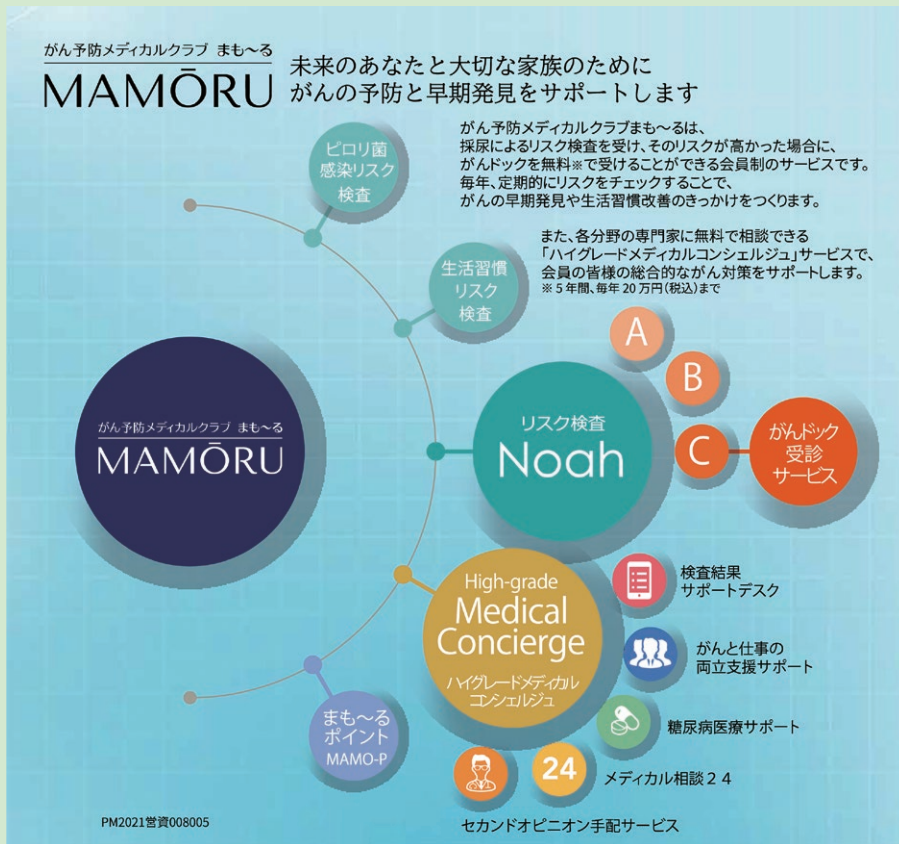 がん予防メディカルクラブ まも〜る
MAMŌRU
未来のあなたと大切な家族のために
がんの予防と早期発見をサポートします
がん予防メディカルクラブまも〜るは、
採尿によるリスク検査を受け、そのリスクが高かった場合に、
がんドックを無料※で受けることができる会員制のサービスです。
毎年、定期的にリスクをチェックすることで、
がんの早期発見や生活習慣改善のきっかけをつくります。
また、各分野の専門家に無料で相談できる
「ハイグレードメディカルコンシェルジュ」サービスで、
会員の皆様の総合的ながん対策をサポートします。
※5年間、毎年20万円(税込)まで
ピロリ菌
感染リスク
検査
生活習慣
リスク
検査
がん予防メディカルクラブ まも〜る
MAMŌRU
リスク検査
Noah
A
B
C
がんドック
受診
サービス
High-grade
Medical
Concierge
ハイグレードメディカル
コンシェルジュ
検査結果
サポートデスク
がんと仕事の
両立支援サポート
糖尿病医療サポート
24
メディカル相談24
セカンドオピニオン手配サービス
まも〜る
ポイント
MAMO-P
PM2021営資008005